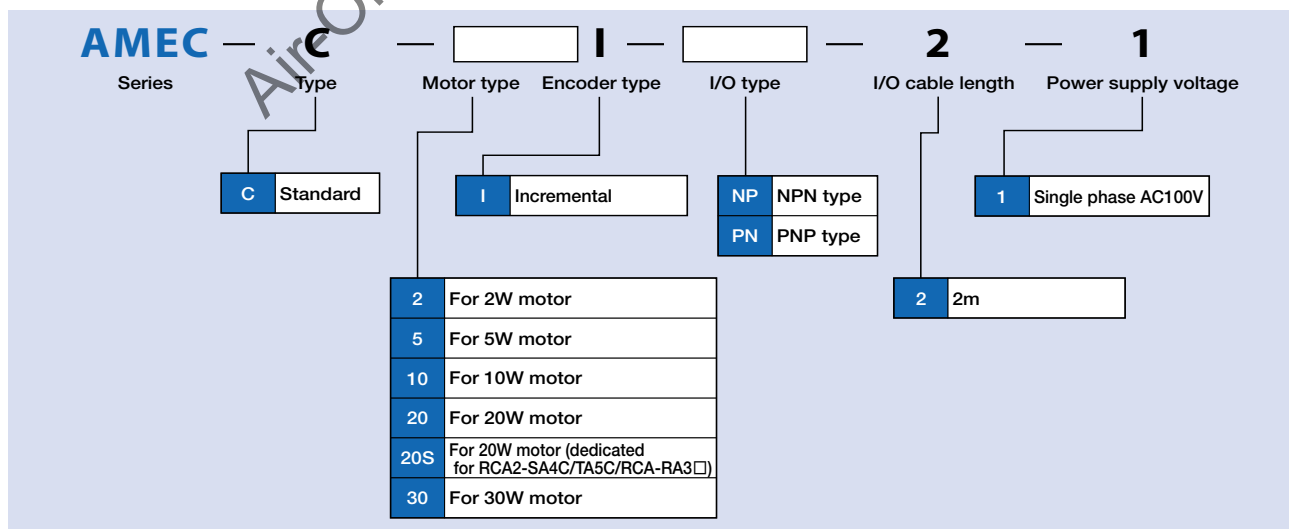 AMEC — C — I — — 2 — 1
Series Type Motor type Encoder type I/O type I/O cable length Power supply voltage
C Standard
I Incremental
NP NPN type
PN PNP type
1 Single phase AC100V
2 For 2W motor
5 For 5W motor
10 For 10W motor
20 For 20W motor
20S For 20W motor (dedicated
for RCA2-SA4C/TA5C/RCA-RA3□)
30 For 30W motor
2 2m